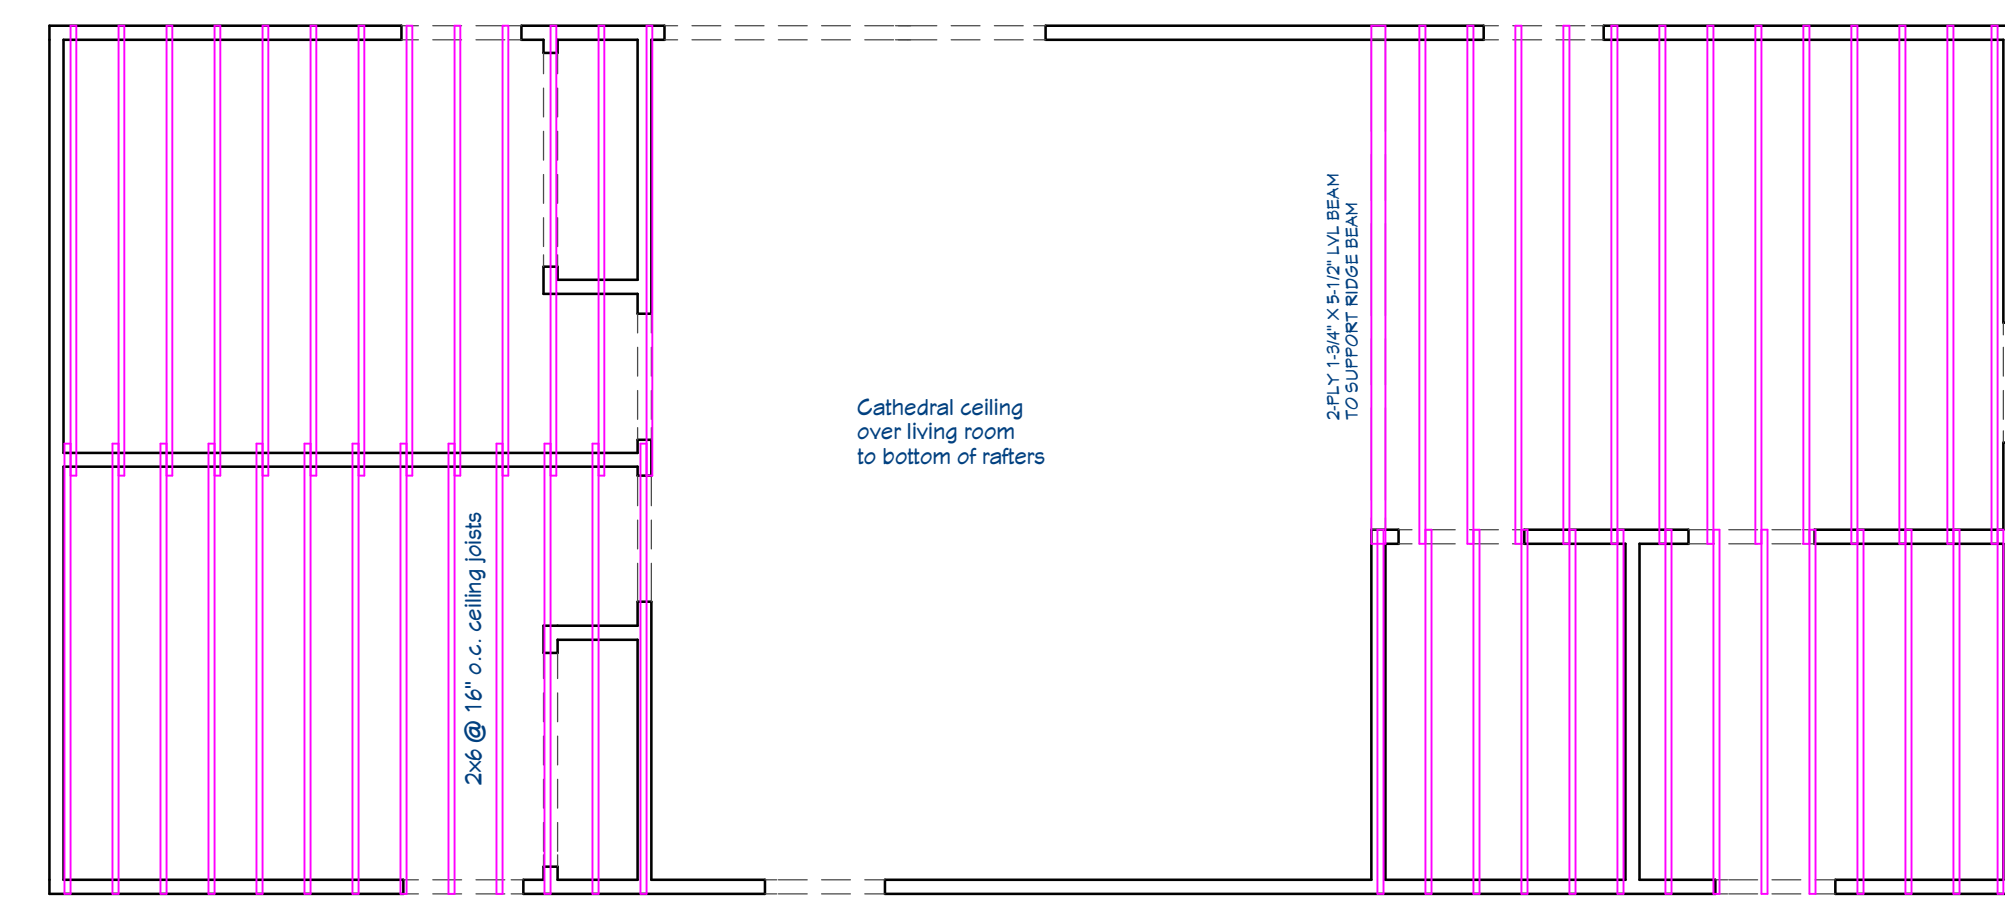 2-PLY 1-3/4" X 5-1/2" LVL BEAM
TO SUPPORT RIDGE BEAM
Cathedral ceiling
over living room
to bottom of rafters
2x6 @ 16" o.c. ceiling joists